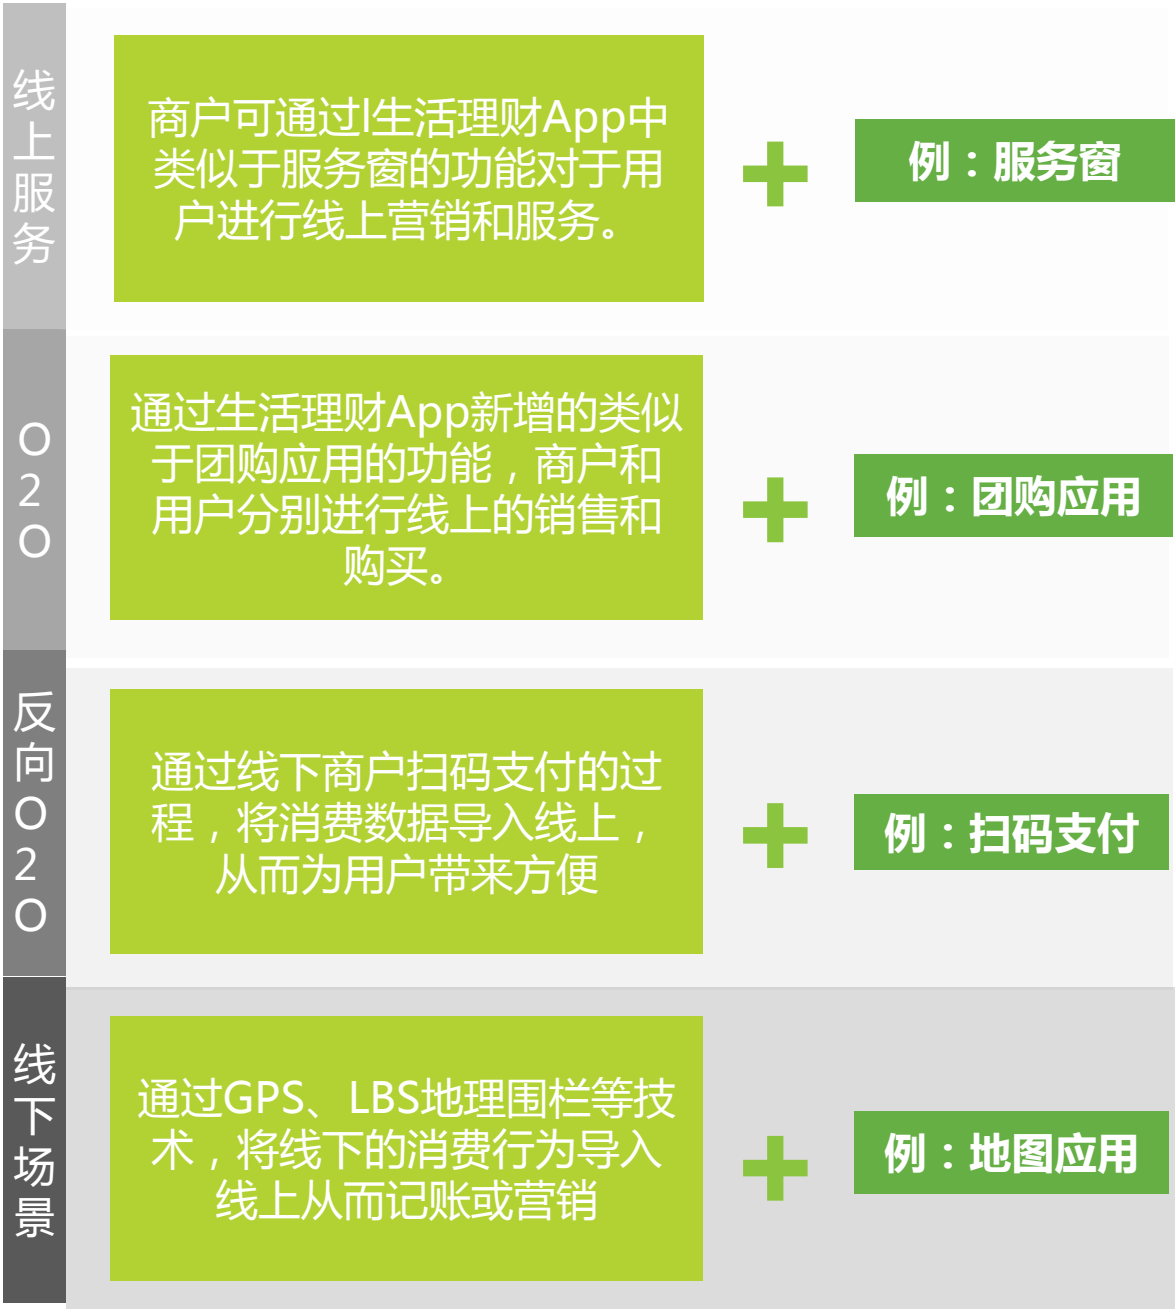 线上服务
商户可通过l生活理财App中
类似于服务窗的功能对于用
户进行线上营销和服务。
例：服务窗
O2O
通过生活理财App新增的类似
于团购应用的功能，商户和
用户分别进行线上的销售和
购买。
例：团购应用
反向O2O
通过线下商户扫码支付的过
程，将消费数据导入线上，
从而为用户带来方便
例：扫码支付
线下场景
通过GPS、LBS地理围栏等技
术，将线下的消费行为导入
线上从而记账或营销
例：地图应用